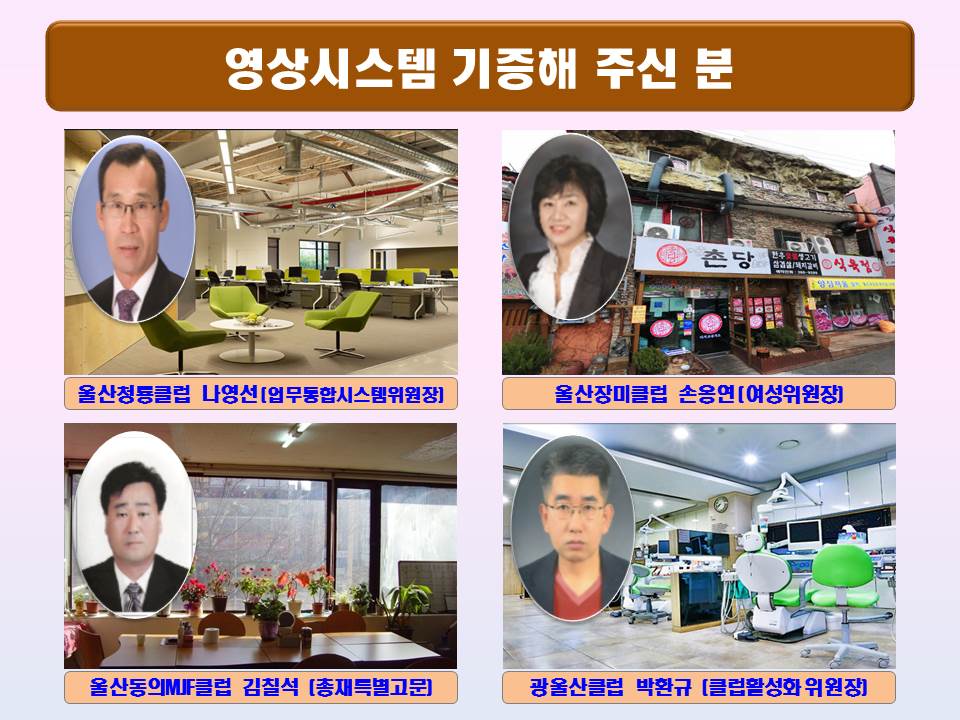 영상시스템 기증해 주신 분
촌당
식육점
울산청룡클럽 나영선(업무통합시스템위원장)
울산장미클럽 손응연(여성위원장)
울산동의MJF클럽 김칠석 (총재특별고문)
광울산클럽 박환규 (클럽활성화 위원장)